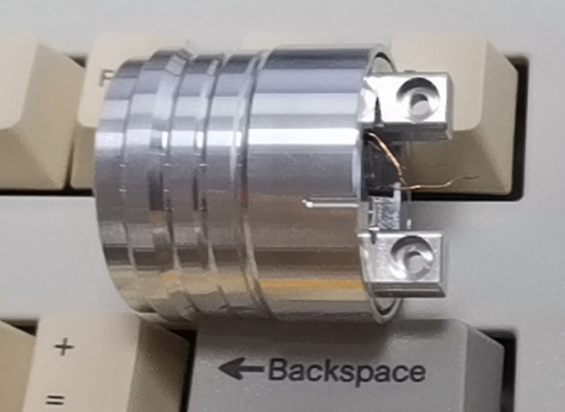 F
+
=
←Backspace